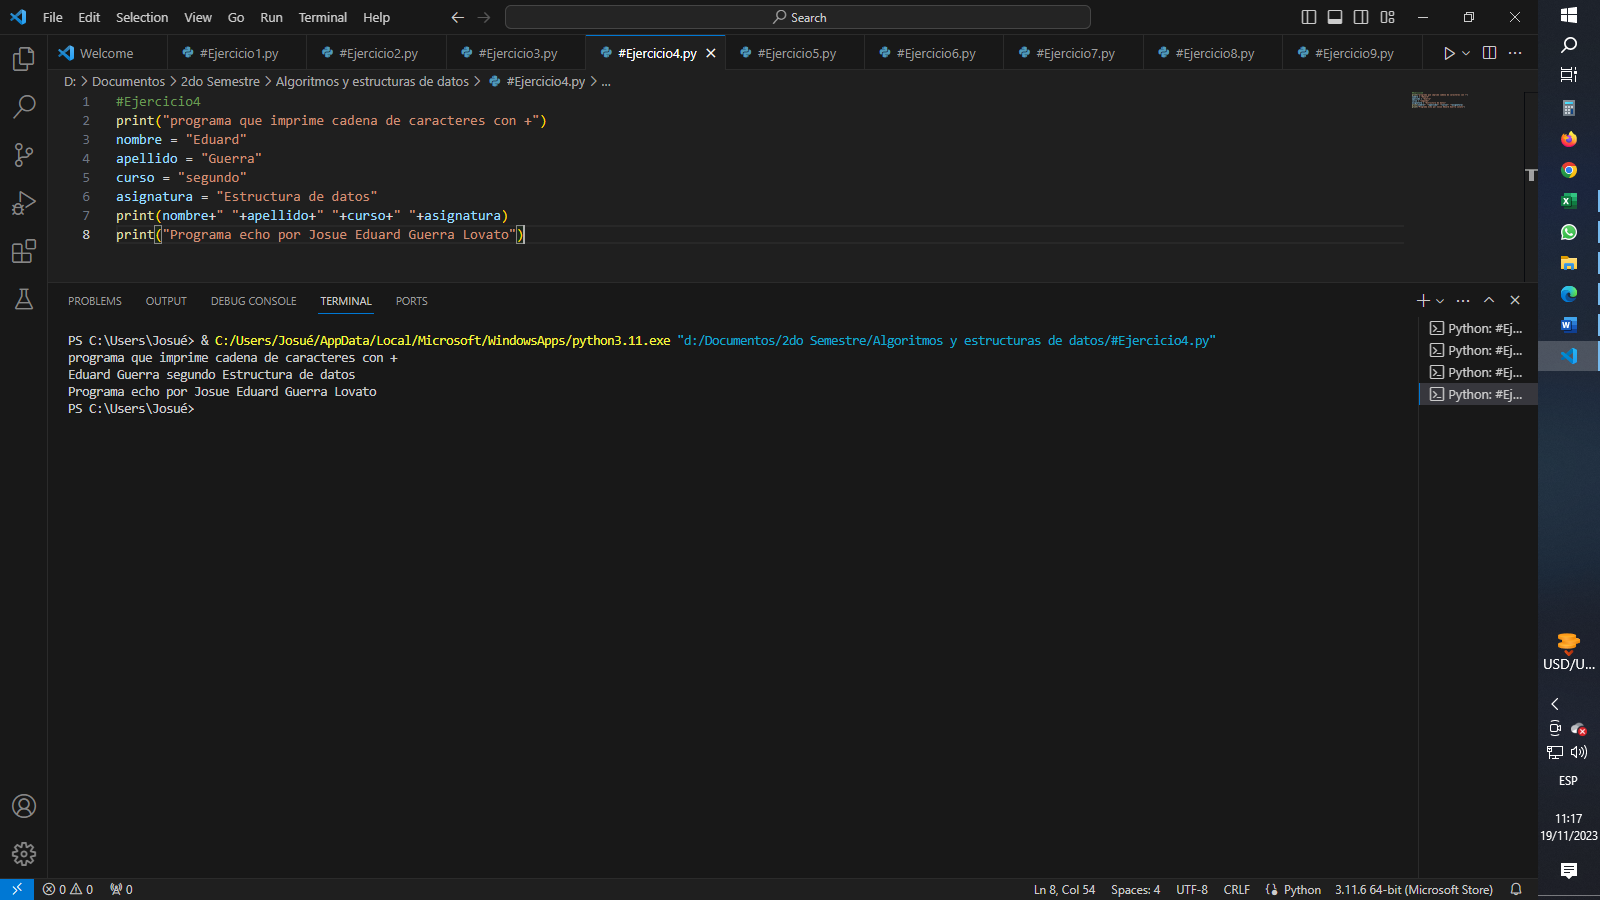 File Edit Selection View Go Run Terminal Help
Search
Welcome #Ejercicio1.py #Ejercicio2.py #Ejercicio3.py #Ejercicio4.py #Ejercicio5.py #Ejercicio6.py #Ejercicio7.py #Ejercicio8.py #Ejercicio9.py
D: > Documentos > 2do Semestre > Algoritmos y estructuras de datos > #Ejercicio4.py > ...
1 #Ejercicio4
2 print("programa que imprime cadena de caracteres con +")
3 nombre = "Eduard"
4 apellido = "Guerra"
5 curso = "segundo"
6 asignatura = "Estructura de datos"
7 print(nombre+" "+apellido+" "+curso+" "+asignatura)
8 print("Programa echo por Josue Eduard Guerra Lovato")
PROBLEMS OUTPUT DEBUG CONSOLE TERMINAL PORTS
PS C:\Users\Josué> & C:/Users/Josué/AppData/Local/Microsoft/WindowsApps/python3.11.exe "d:/Documentos/2do Semestre/Algoritmos y estructuras de datos/#Ejercicio4.py"
programa que imprime cadena de caracteres con +
Eduard Guerra segundo Estructura de datos
Programa echo por Josue Eduard Guerra Lovato
PS C:\Users\Josué>
Python: #Ej...
Python: #Ej...
Python: #Ej...
Python: #Ej...
USD/U...
ESP
11:17
19/11/2023
0 0 0
Ln 8, Col 54 Spaces: 4 UTF-8 CRLF Python 3.11.6 64-bit (Microsoft Store)